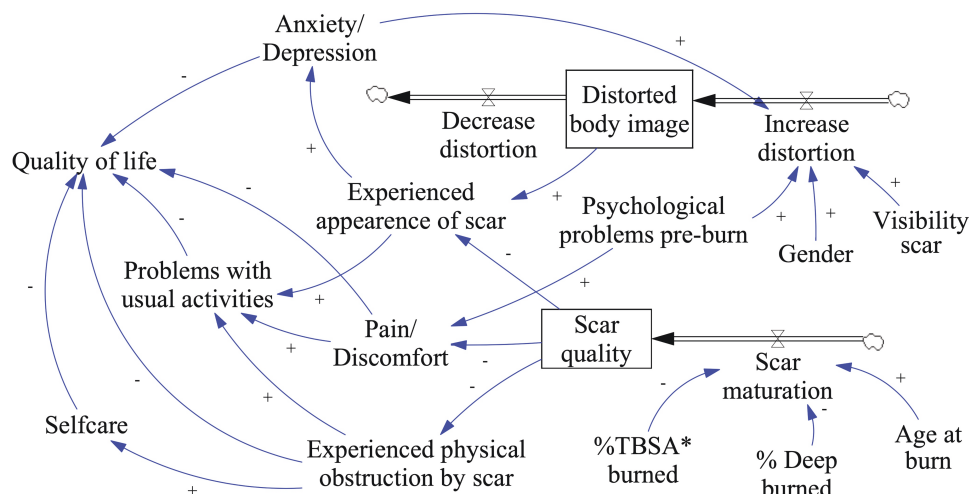 Anxiety/
Depression
+
-
Distorted
body image
Decrease
distortion
Increase
distortion
Quality of life
+
-
Experienced
appearence of scar
+
Psychological
problems pre-burn
+
+
+
Visibility
scar
Gender
-
-
Problems with
usual activities
+
+
-
Pain/
Discomfort
+
-
Scar
quality
Scar
maturation
-
-
+
-
-
+
Selfcare
+
Experienced physical
obstruction by scar
%TBSA*
burned
% Deep
burned
Age at
burn
-